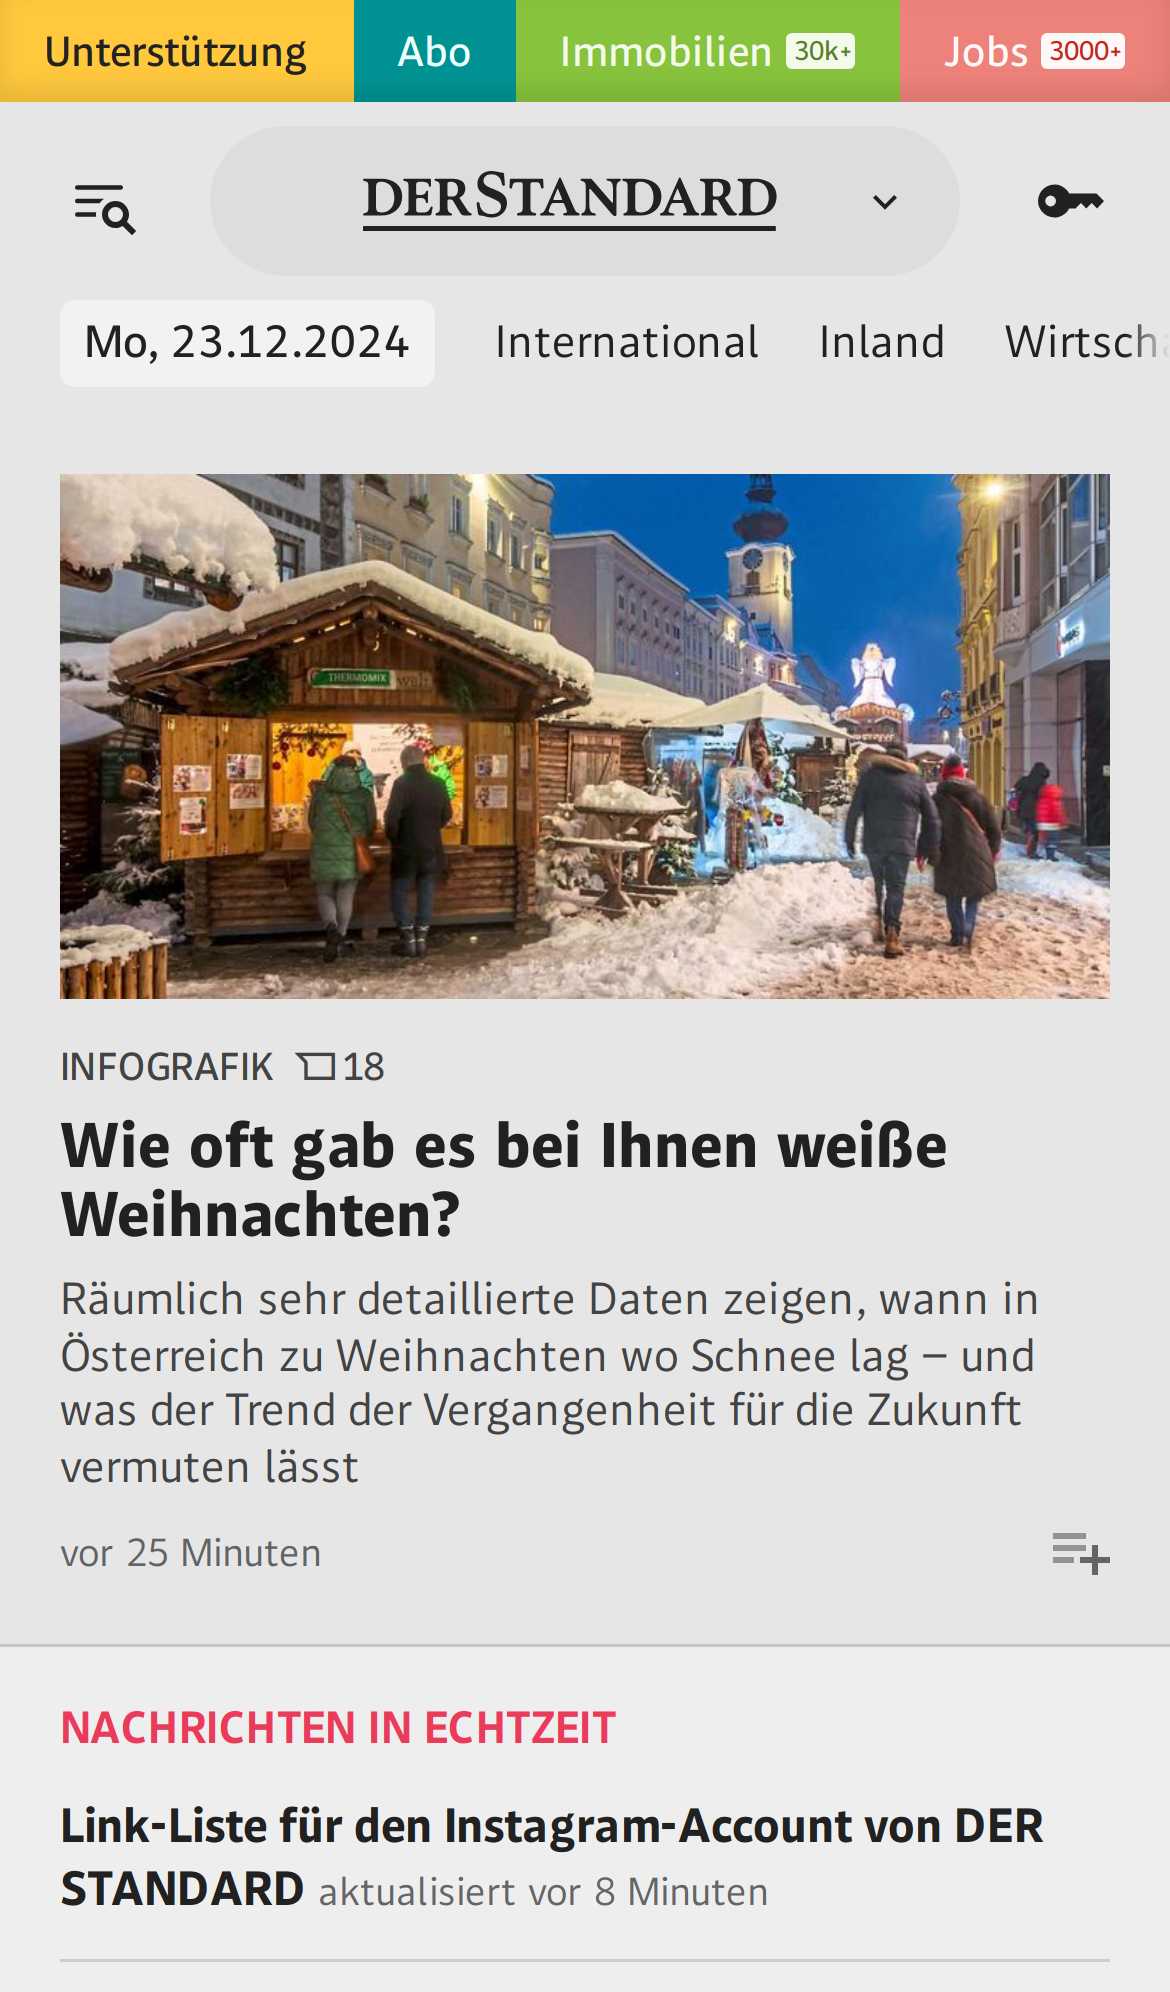 Unterstützung
Abo
Immobilien 30k+
Jobs 3000+
DER STANDARD
Mo, 23.12.2024
International
Inland
Wirtscha
THERMOMIX
INFOGRAFIK 18
Wie oft gab es bei Ihnen weiße
Weihnachten?
Räumlich sehr detaillierte Daten zeigen, wann in
Österreich zu Weihnachten wo Schnee lag – und
was der Trend der Vergangenheit für die Zukunft
vermuten lässt
vor 25 Minuten
NACHRICHTEN IN ECHTZEIT
Link-Liste für den Instagram-Account von DER
STANDARD aktualisiert vor 8 Minuten